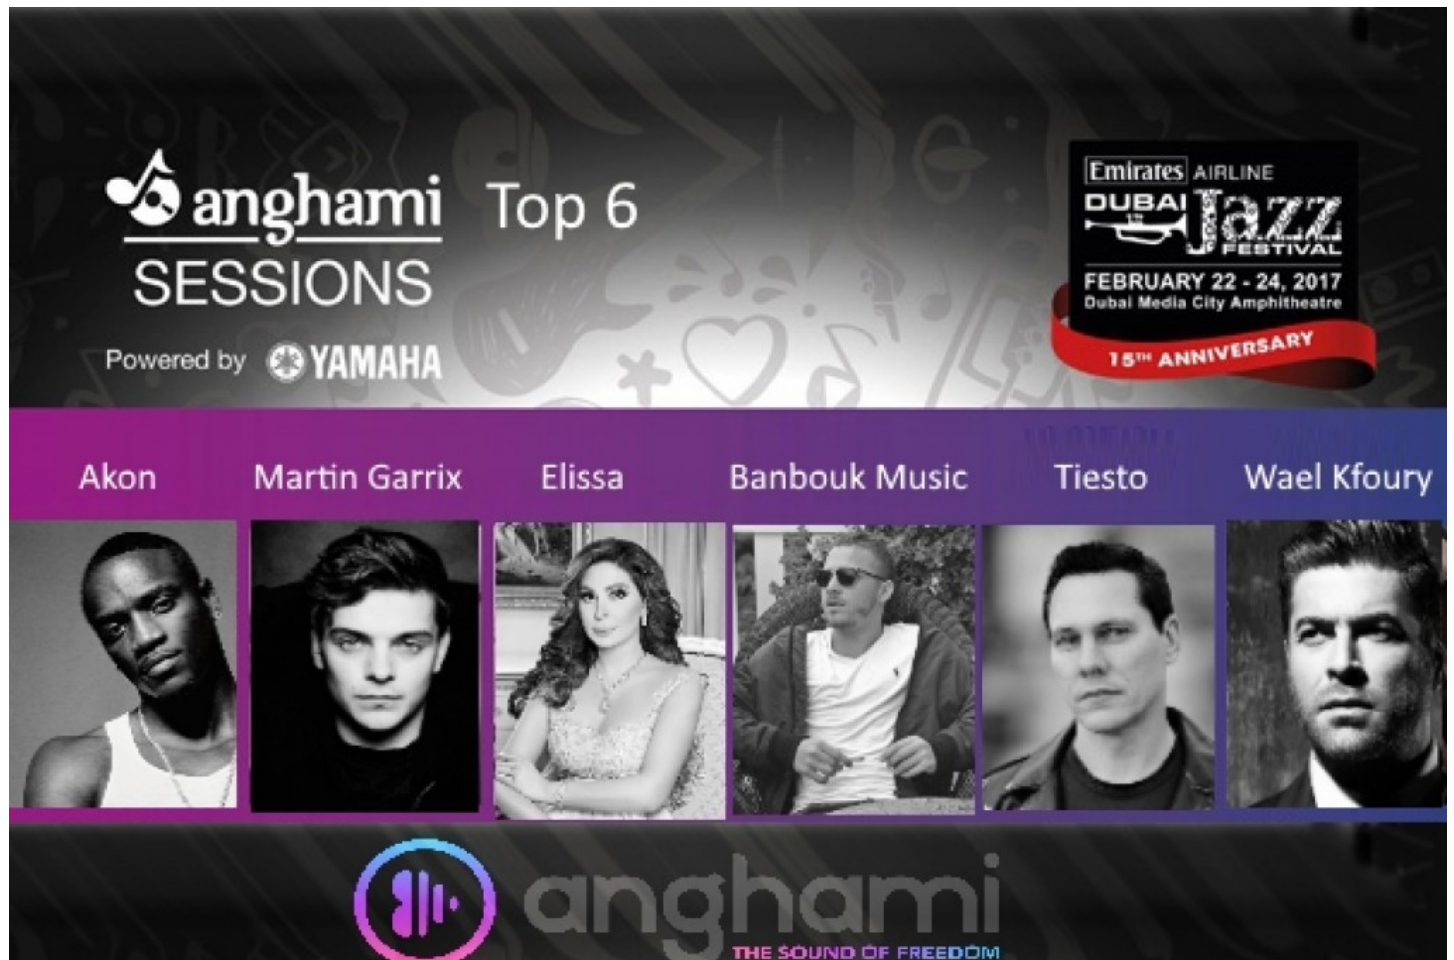 anghami
SESSIONS
Top 6
Powered by YAMAHA
Emirates AIRLINE
DUBAI
Jazz
FESTIVAL
FEBRUARY 22 - 24, 2017
Dubai Media City Amphitheatre
15TH ANNIVERSARY
Akon
Martin Garrix
Elissa
Banbouk Music
Tiesto
Wael Kfoury
anghami
THE SOUND OF FREEDOM